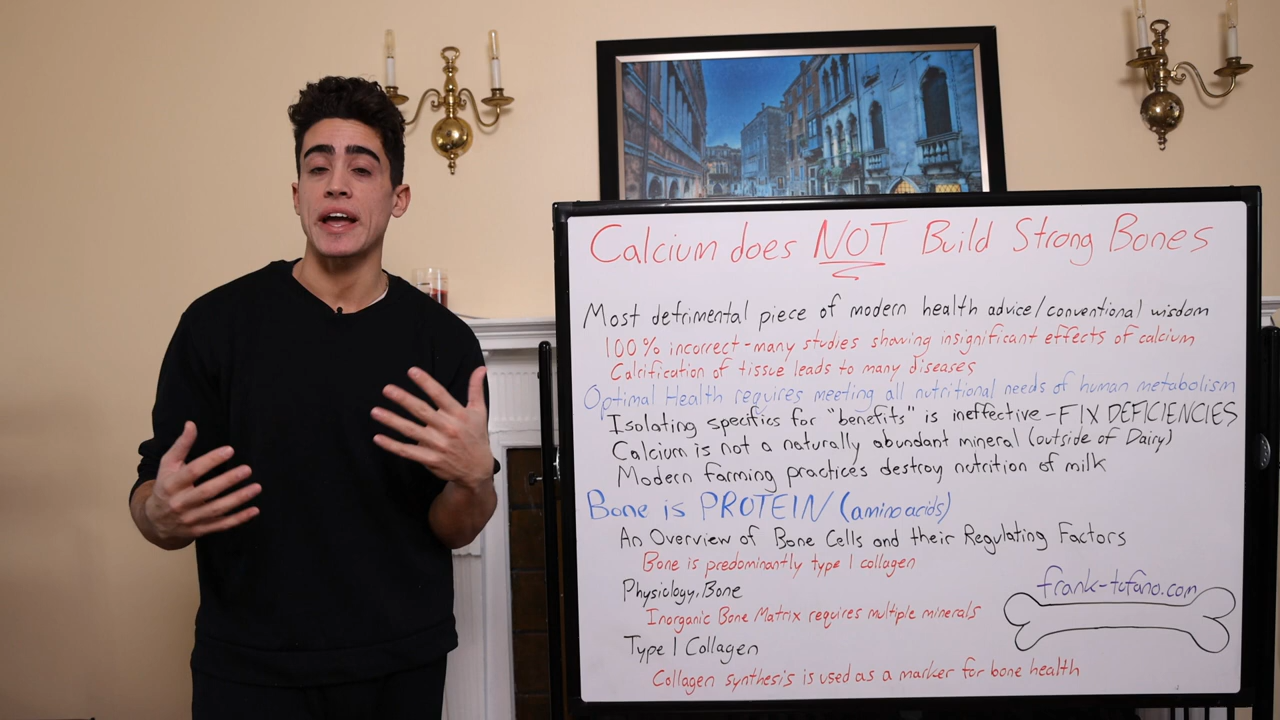 Calcium does NOT Build Strong Bones
Most detrimental piece of modern health advice/conventional wisdom
100% incorrect-many studies showing insignificant effects of calcium
Calcification of tissue leads to many diseases
Optimal Health requires meeting all nutritional needs of human metabolism
Isolating specifics for "benefits" is ineffective-FIX DEFICIENCIES
Calcium is not a naturally abundant mineral (outside of Dairy)
Modern farming practices destroy nutrition of milk
Bone is PROTEIN (amino acids)
An Overview of Bone Cells and their Regulating Factors
Bone is predominantly type 1 collagen
Physiology, Bone
Inorganic Bone Matrix requires multiple minerals
Type 1 Collagen
Collagen synthesis is used as a marker for bone health
frank-tufano.com